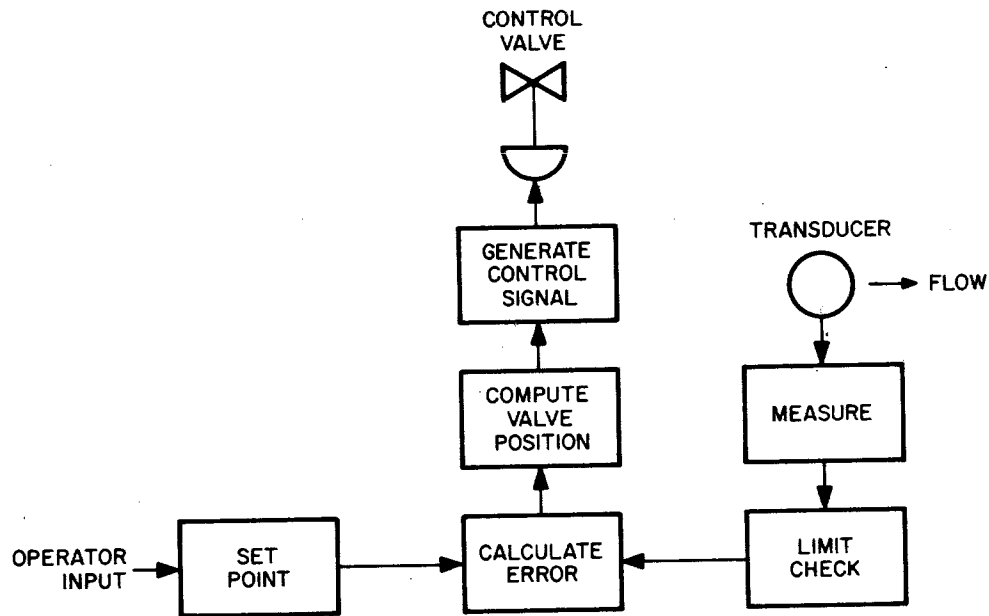 CONTROL
VALVE
GENERATE
CONTROL
SIGNAL
TRANSDUCER
FLOW
COMPUTE
VALVE
POSITION
MEASURE
OPERATOR
INPUT
SET
POINT
CALCULATE
ERROR
LIMIT
CHECK